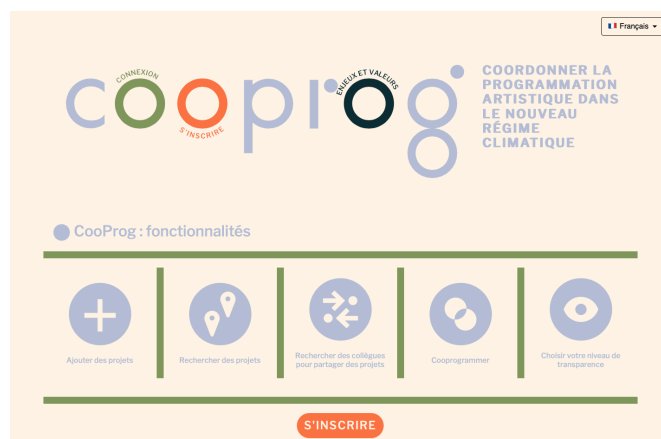 Français
cooprog
CONNEXION
S'INSCRIRE
ENJEUX ET VALEURS
COORDONNER LA
PROGRAMMATION
ARTISTIQUE DANS
LE NOUVEAU
RÉGIME
CLIMATIQUE
CooProg : fonctionnalités
Ajouter des projets
Rechercher des projets
Rechercher des collègues
pour partager des projets
Cooprogrammer
Choisir votre niveau de
transparence
S'INSCRIRE